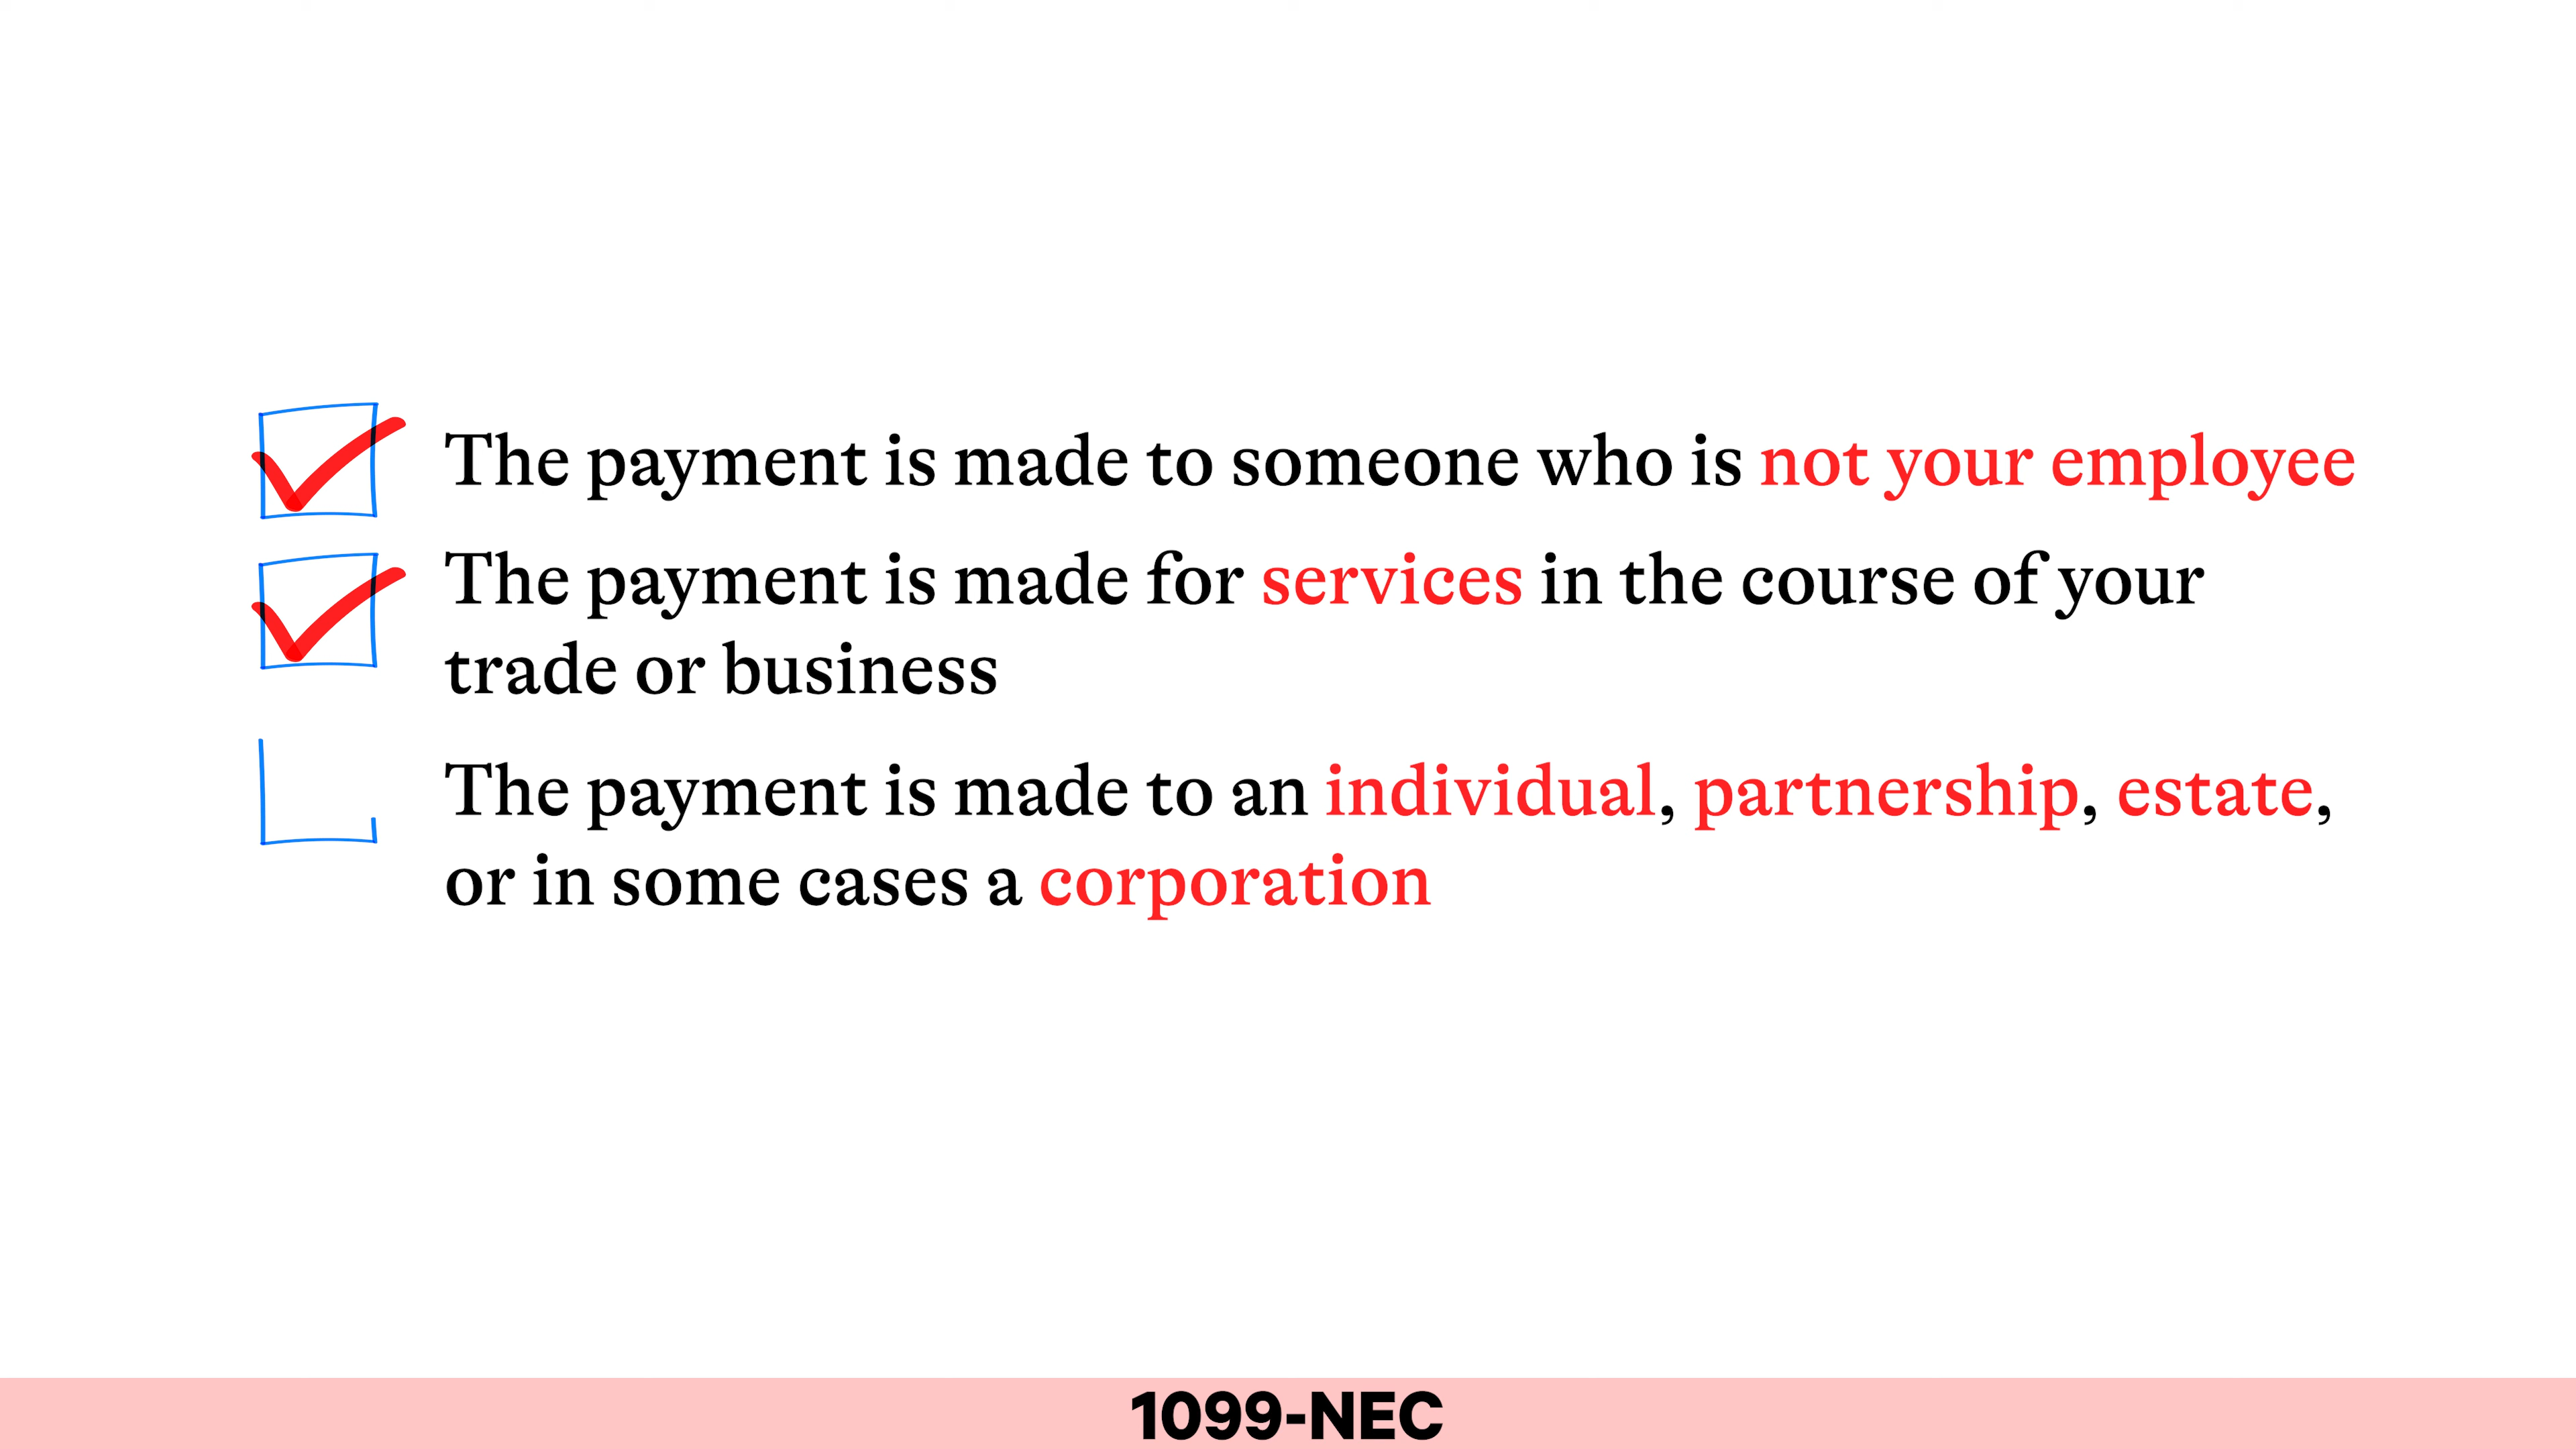 The payment is made to someone who is not your employee
The payment is made for services in the course of your
trade or business
The payment is made to an individual, partnership, estate,
or in some cases a corporation
1099-NEC